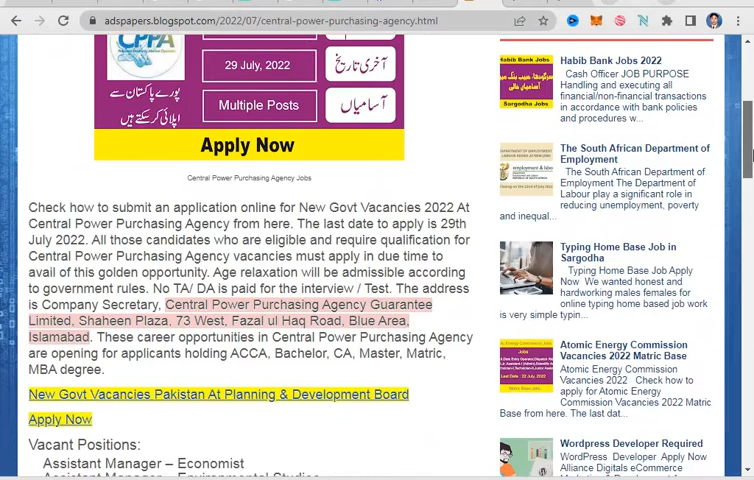 adspapers.blogspot.com/2022/07/central-power-purchasing-agency.html
CPPA
29 July, 2022
آخری تاریخ
پورے پاکستان سے
اپلائی کر سکتے ہیں
Multiple Posts
آسامیاں
Apply Now
Central Power Purchasing Agency Jobs
Check how to submit an application online for New Govt Vacancies 2022 At
Central Power Purchasing Agency from here. The last date to apply is 29th
July 2022. All those candidates who are eligible and require qualification for
Central Power Purchasing Agency vacancies must apply in due time to
avail of this golden opportunity. Age relaxation will be admissible according
to government rules. No TA/ DA is paid for the interview / Test. The address
is Company Secretary, Central Power Purchasing Agency Guarantee
Limited, Shaheen Plaza, 73 West, Fazal ul Haq Road, Blue Area,
Islamabad. These career opportunities in Central Power Purchasing Agency
are opening for applicants holding ACCA, Bachelor, CA, Master, Matric,
MBA degree.
New Govt Vacancies Pakistan At Planning & Development Board
Apply Now
Vacant Positions:
Assistant Manager – Economist
Assistant Manager – Environmental Studies
Habib Bank Jobs
Sargodha Jobs
Habib Bank Jobs 2022
Cash Officer JOB PURPOSE
Handling and executing all
financial/non-financial transactions
in accordance with bank policies
and procedures w...
employment & labour
The South African Department of
Employment
The South African Department of
Employment The Department of
Labour play a significant role in
reducing unemployment, poverty
and inequal...
Typing Home Base Job in
Sargodha
Typing Home Base Job Apply
Now We wanted honest and
hardworking males females for
online typing home based job work
is very simple typin...
Jobs
Atomic Energy Commission
Vacancies 2022 Matric Base
Atomic Energy Commission
Vacancies 2022 Check how to
apply for Atomic Energy
Commission Vacancies 2022 Matric
Base from here. The last dat...
Wordpress Developer Required
WordPress Developer Apply Now
Alliance Digitals eCommerce